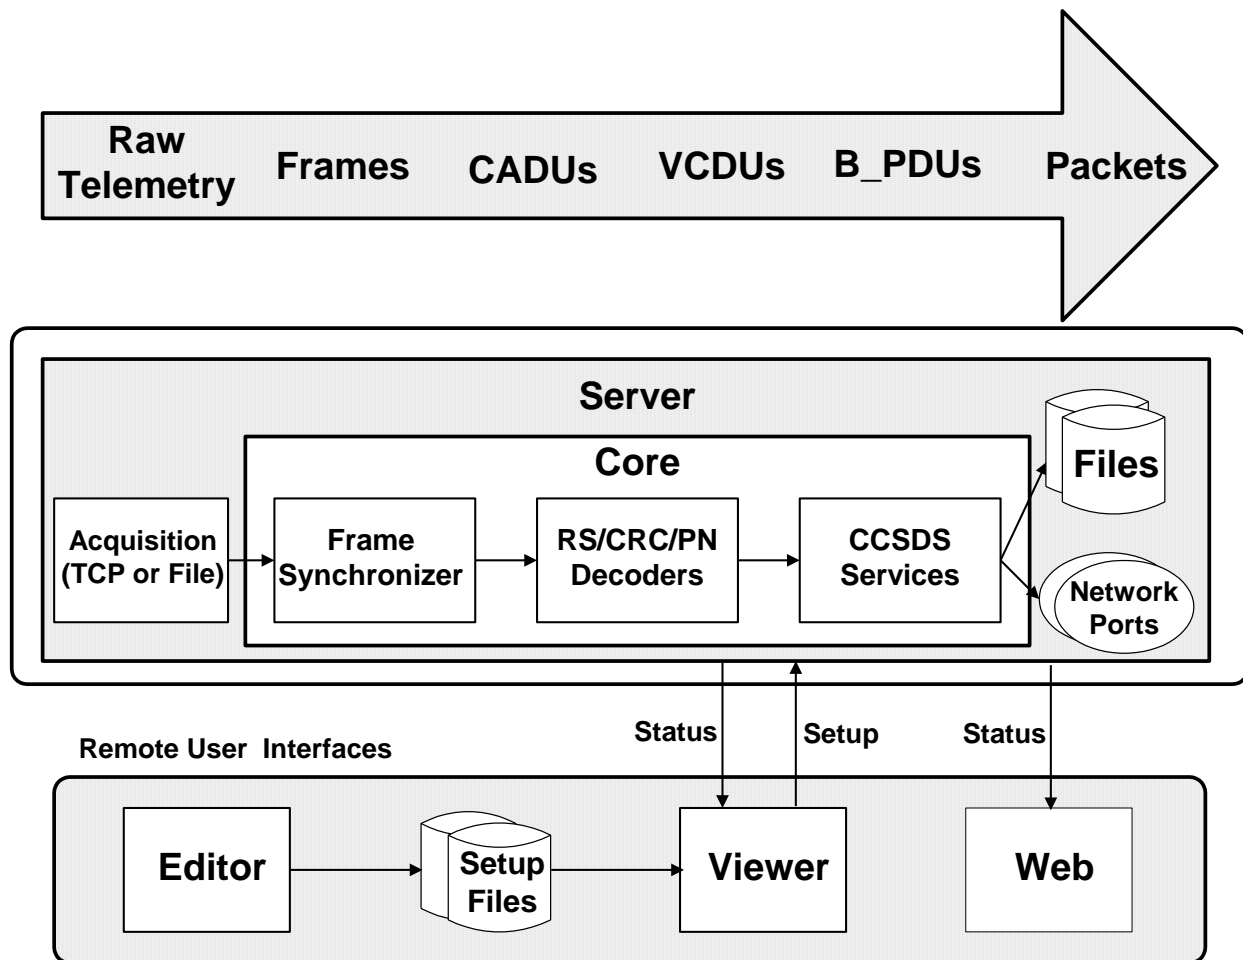 Raw
Telemetry
Frames
CADUs
VCDUs
B_PDUs
Packets
Server
Core
Files
Acquisition
(TCP or File)
Frame
Synchronizer
RS/CRC/PN
Decoders
CCSDS
Services
Network
Ports
Status
Setup
Status
Remote User Interfaces
Editor
Setup
Files
Viewer
Web